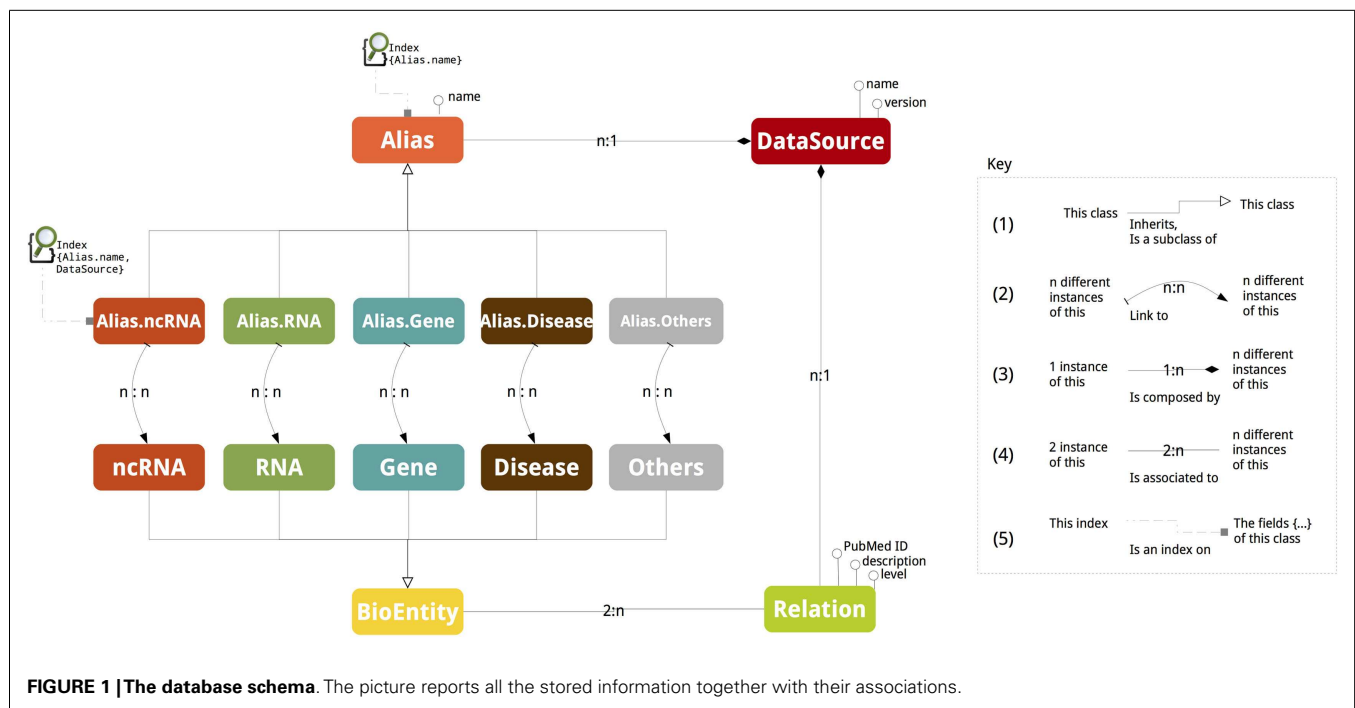 Index
{Alias.name}
name
name
version
Alias
n:1
DataSource
Index
{Alias.name,
DataSource}
Alias.ncRNA
Alias.RNA
Alias.Gene
Alias.Disease
Alias.Others
n : n
n : n
n : n
n : n
n : n
n:1
ncRNA
RNA
Gene
Disease
Others
PubMed ID
description
level
BioEntity
2:n
Relation
Key
(1)
This class
This class
Inherits,
Is a subclass of
(2)
n different
instances
of this
n:n
Link to
n different
instances
of this
(3)
1 instance
of this
1:n
Is composed by
n different
instances
of this
(4)
2 instance
of this
2:n
Is associated to
n different
instances
of this
(5)
This index
Is an index on
The fields {...}
of this class
FIGURE 1 | The database schema. The picture reports all the stored information together with their associations.